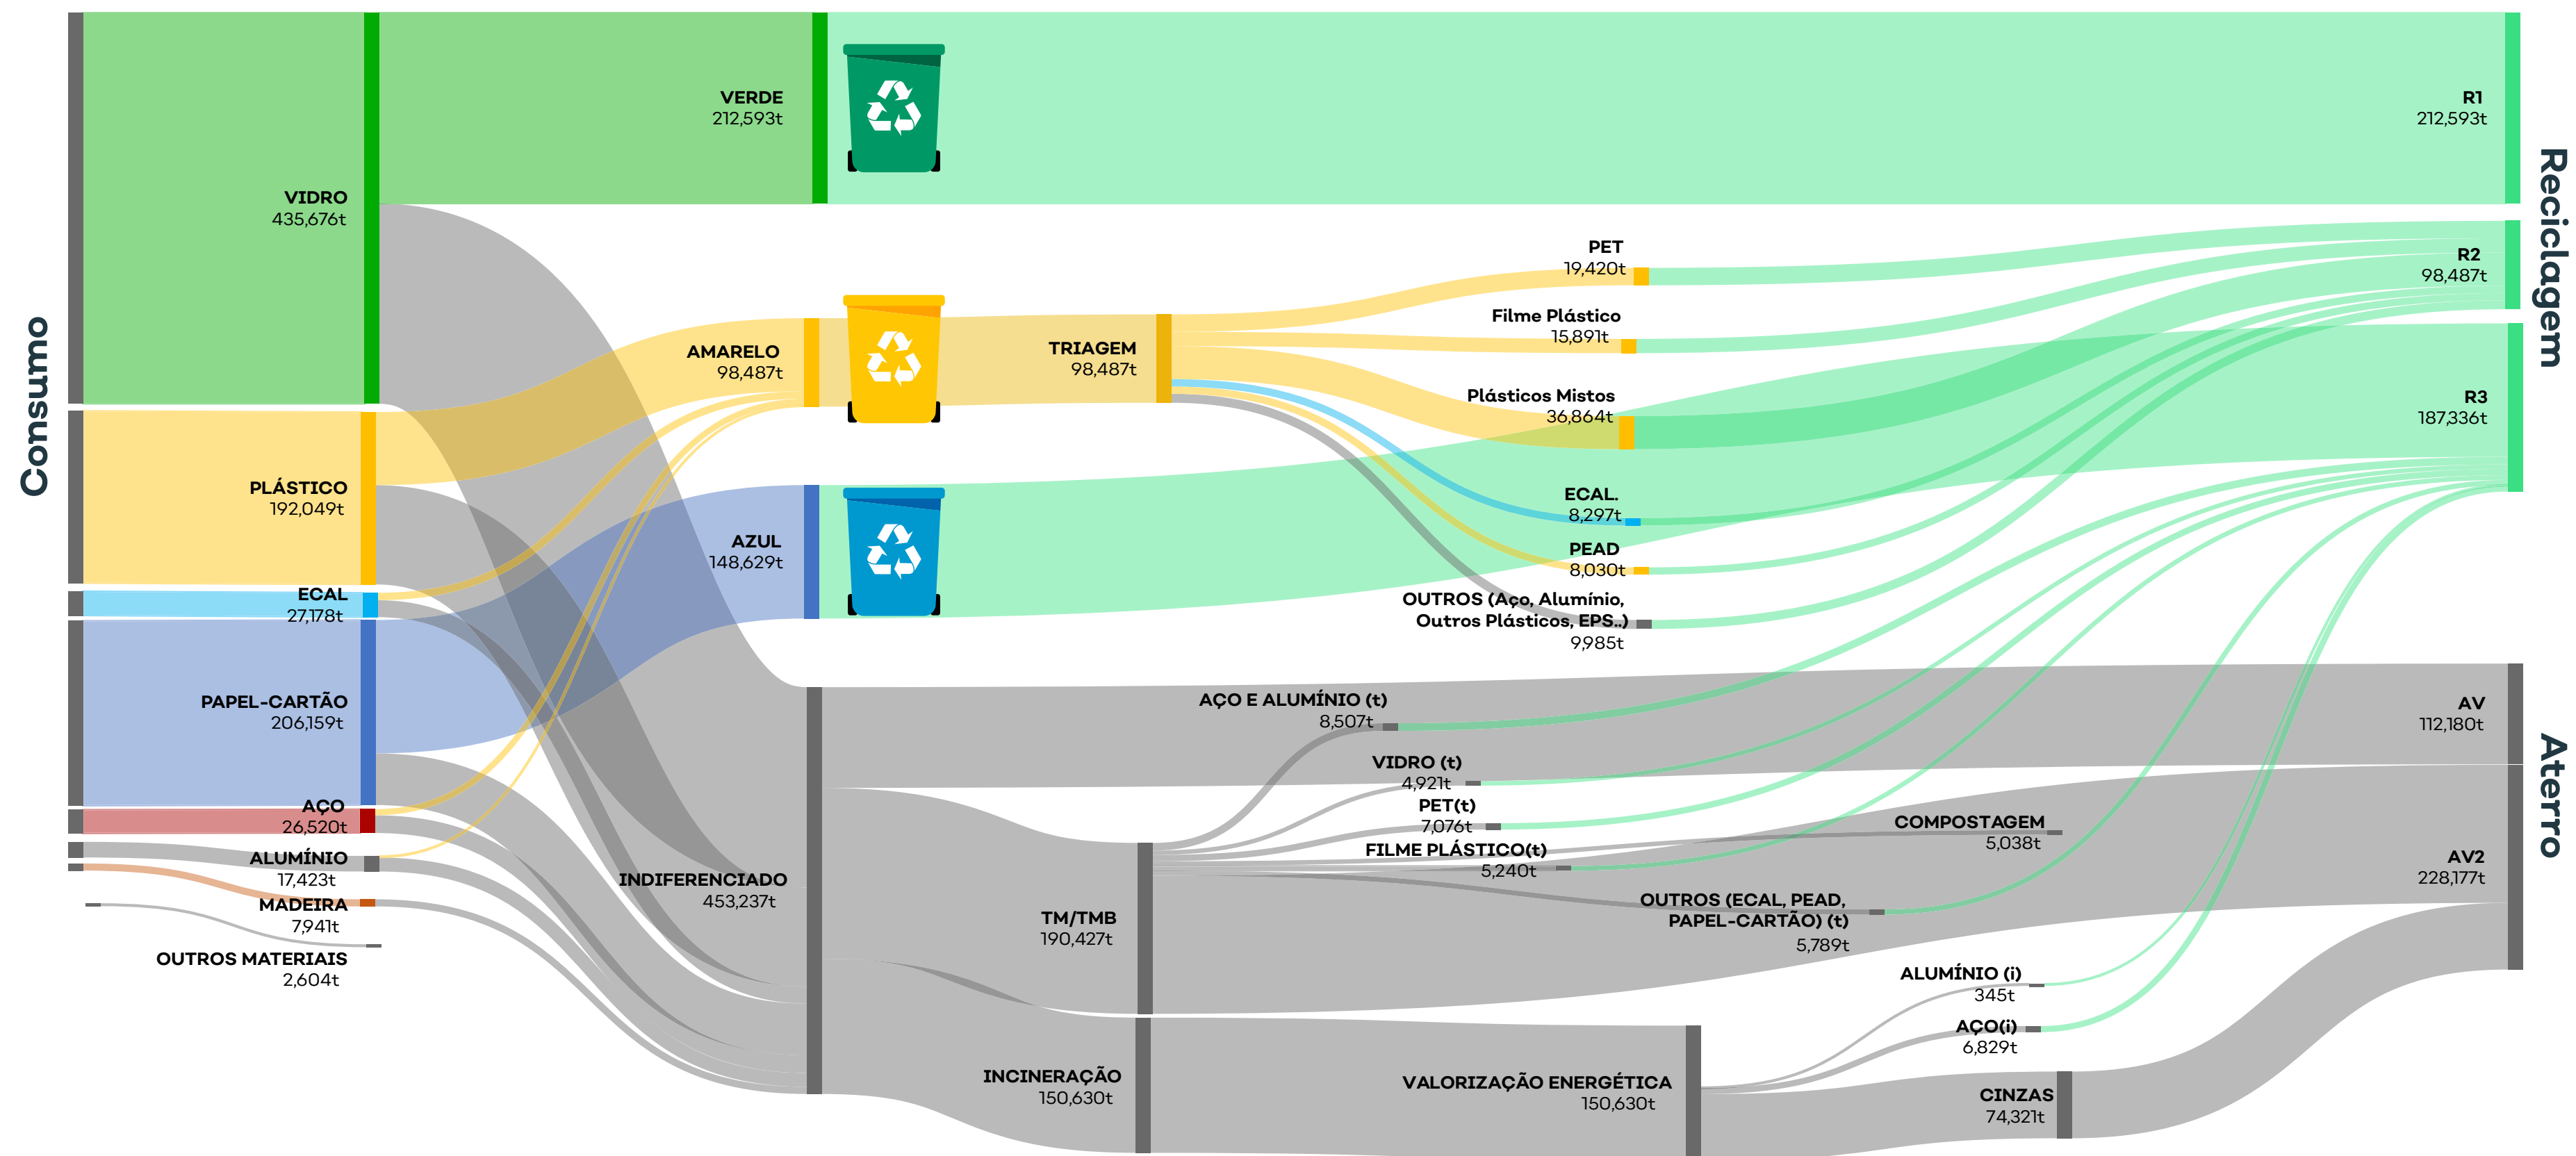 Consumo
VIDRO
435,676t
PLÁSTICO
192,049t
ECAL
27,178t
PAPEL-CARTÃO
206,159t
AÇO
26,520t
ALUMÍNIO
17,423t
MADEIRA
7,941t
OUTROS MATERIAIS
2,604t
VERDE
212,593t
AMARELO
98,487t
AZUL
148,629t
INDIFERENCIADO
453,237t
TRIAGEM
98,487t
TM/TMB
190,427t
INCINERAÇÃO
150,630t
PET
19,420t
Filme Plástico
15,891t
Plásticos Mistos
36,864t
ECAL.
8,297t
PEAD
8,030t
OUTROS (Aço, Alumínio,
Outros Plásticos, EPS..)
9,985t
AÇO E ALUMÍNIO (t)
8,507t
VIDRO (t)
4,921t
PET(t)
7,076t
FILME PLÁSTICO(t)
5,240t
COMPOSTAGEM
5,038t
OUTROS (ECAL, PEAD,
PAPEL-CARTÃO) (t)
5,789t
VALORIZAÇÃO ENERGÉTICA
150,630t
ALUMÍNIO (i)
345t
AÇO(i)
6,829t
CINZAS
74,321t
R1
212,593t
R2
98,487t
R3
187,336t
AV
112,180t
AV2
228,177t
Reciclagem
Aterro